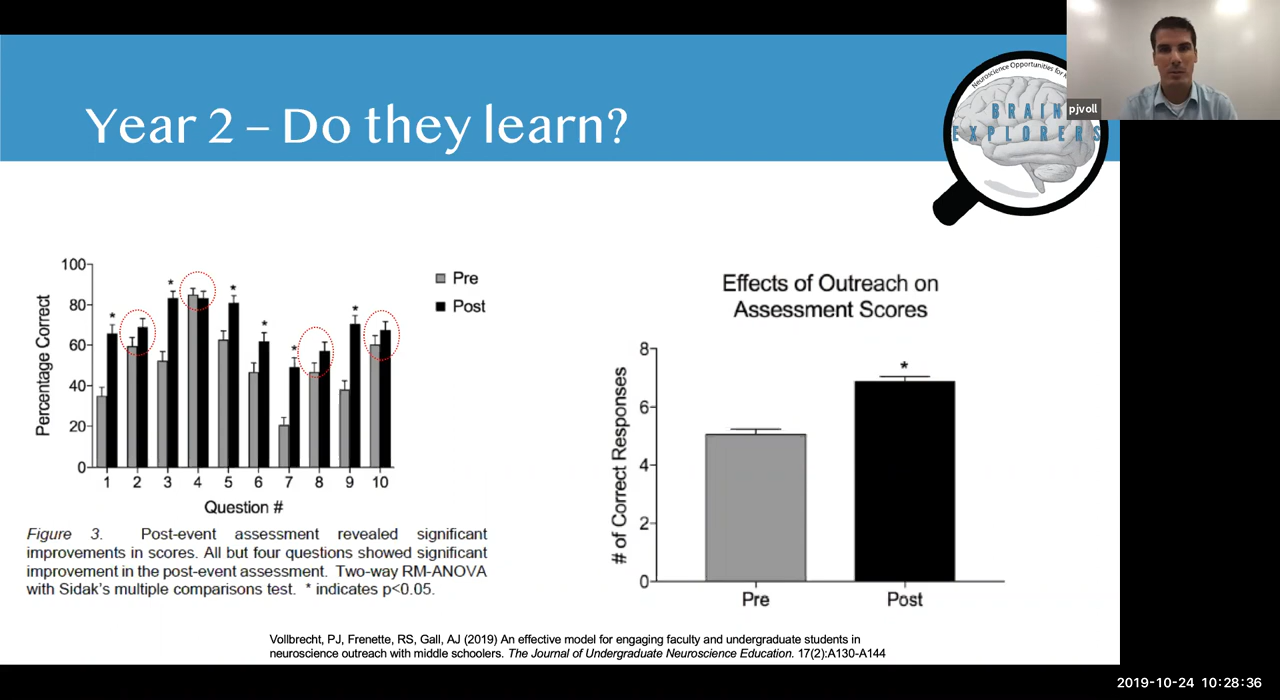 Year 2 – Do they learn?
Neuroscience Opportunities for
BRAIN
EXPLORERS
pjvoll
100
80
60
40
20
0
Percentage Correct
* * * * * *
1 2 3 4 5 6 7 8 9 10
Question #
Pre
Post
Figure 3. Post-event assessment revealed significant
improvements in scores. All but four questions showed significant
improvement in the post-event assessment. Two-way RM-ANOVA
with Sidak's multiple comparisons test. * indicates p<0.05.
Effects of Outreach on
Assessment Scores
8
6
4
2
0
# of Correct Responses
*
Pre Post
Vollbrecht, PJ, Frenette, RS, Gall, AJ (2019) An effective model for engaging faculty and undergraduate students in
neuroscience outreach with middle schoolers. The Journal of Undergraduate Neuroscience Education. 17(2):A130-A144
2019-10-24 10:28:36